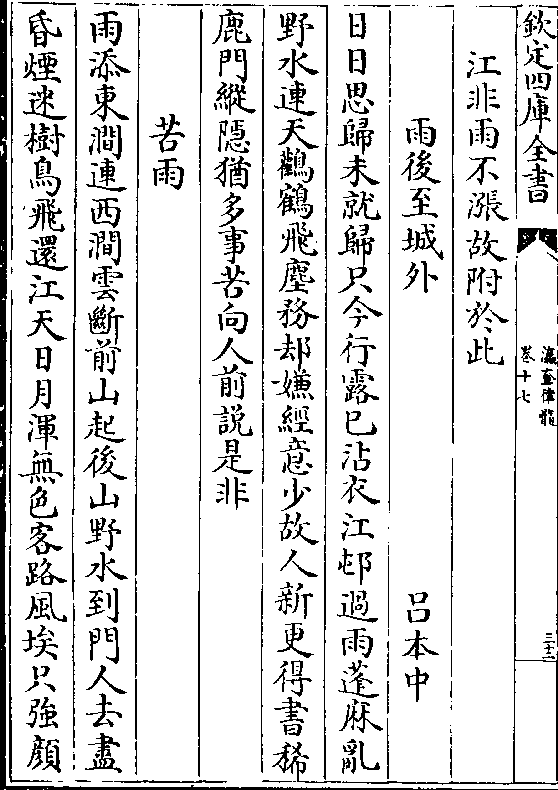 欽定四庫全書
瀛奎律髓
卷十七
三十二
江非雨不漲故附於此
雨後至城外
吕本中
日日思歸未就歸只今行露已沾衣江邨過雨蓬麻亂
野水連天鸛鶴飛塵務却嫌經意少故人新更得書稀
鹿門縱隱猶多事苦向人前説是非
苦雨
雨添東澗連西澗雲斷前山起後山野水到門人去盡
昏煙迷樹鳥飛還江天日月渾無色客路風埃只強顔